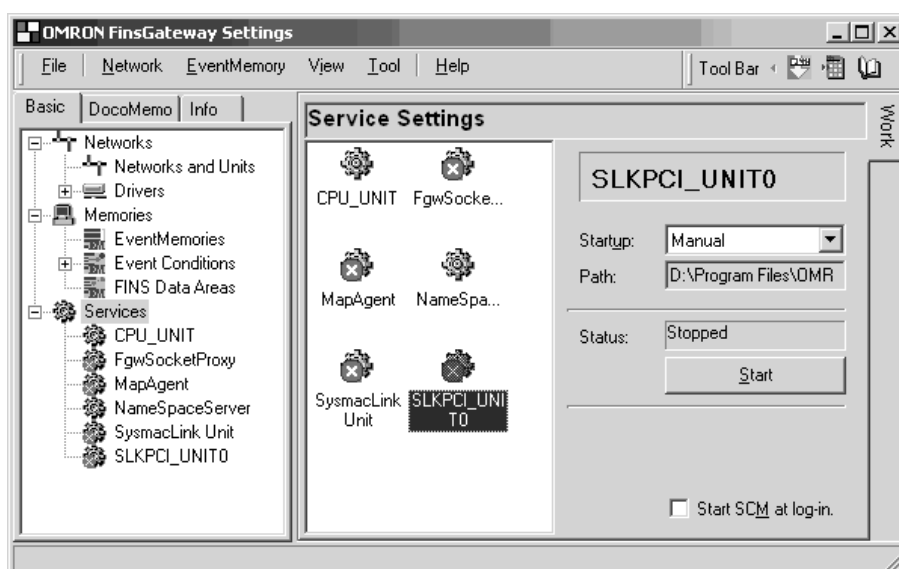 OMRON FinsGateway Settings
File Network EventMemory View Tool Help Tool Bar
Basic DocoMemo Info
Networks
Networks and Units
Drivers
Memories
EventMemories
Event Conditions
FINS Data Areas
Services
CPU_UNIT
FgwSocketProxy
MapAgent
NameSpaceServer
SysmacLink Unit
SLKPCI_UNIT0
Service Settings
CPU_UNIT FgwSocke...
MapAgent NameSpa...
SysmacLink Unit
SLKPCI_UNIT0
SLKPCI_UNIT0
Startup: Manual
Path: D:\Program Files\OMR
Status: Stopped
Start
Start SCM at log-in.
Work